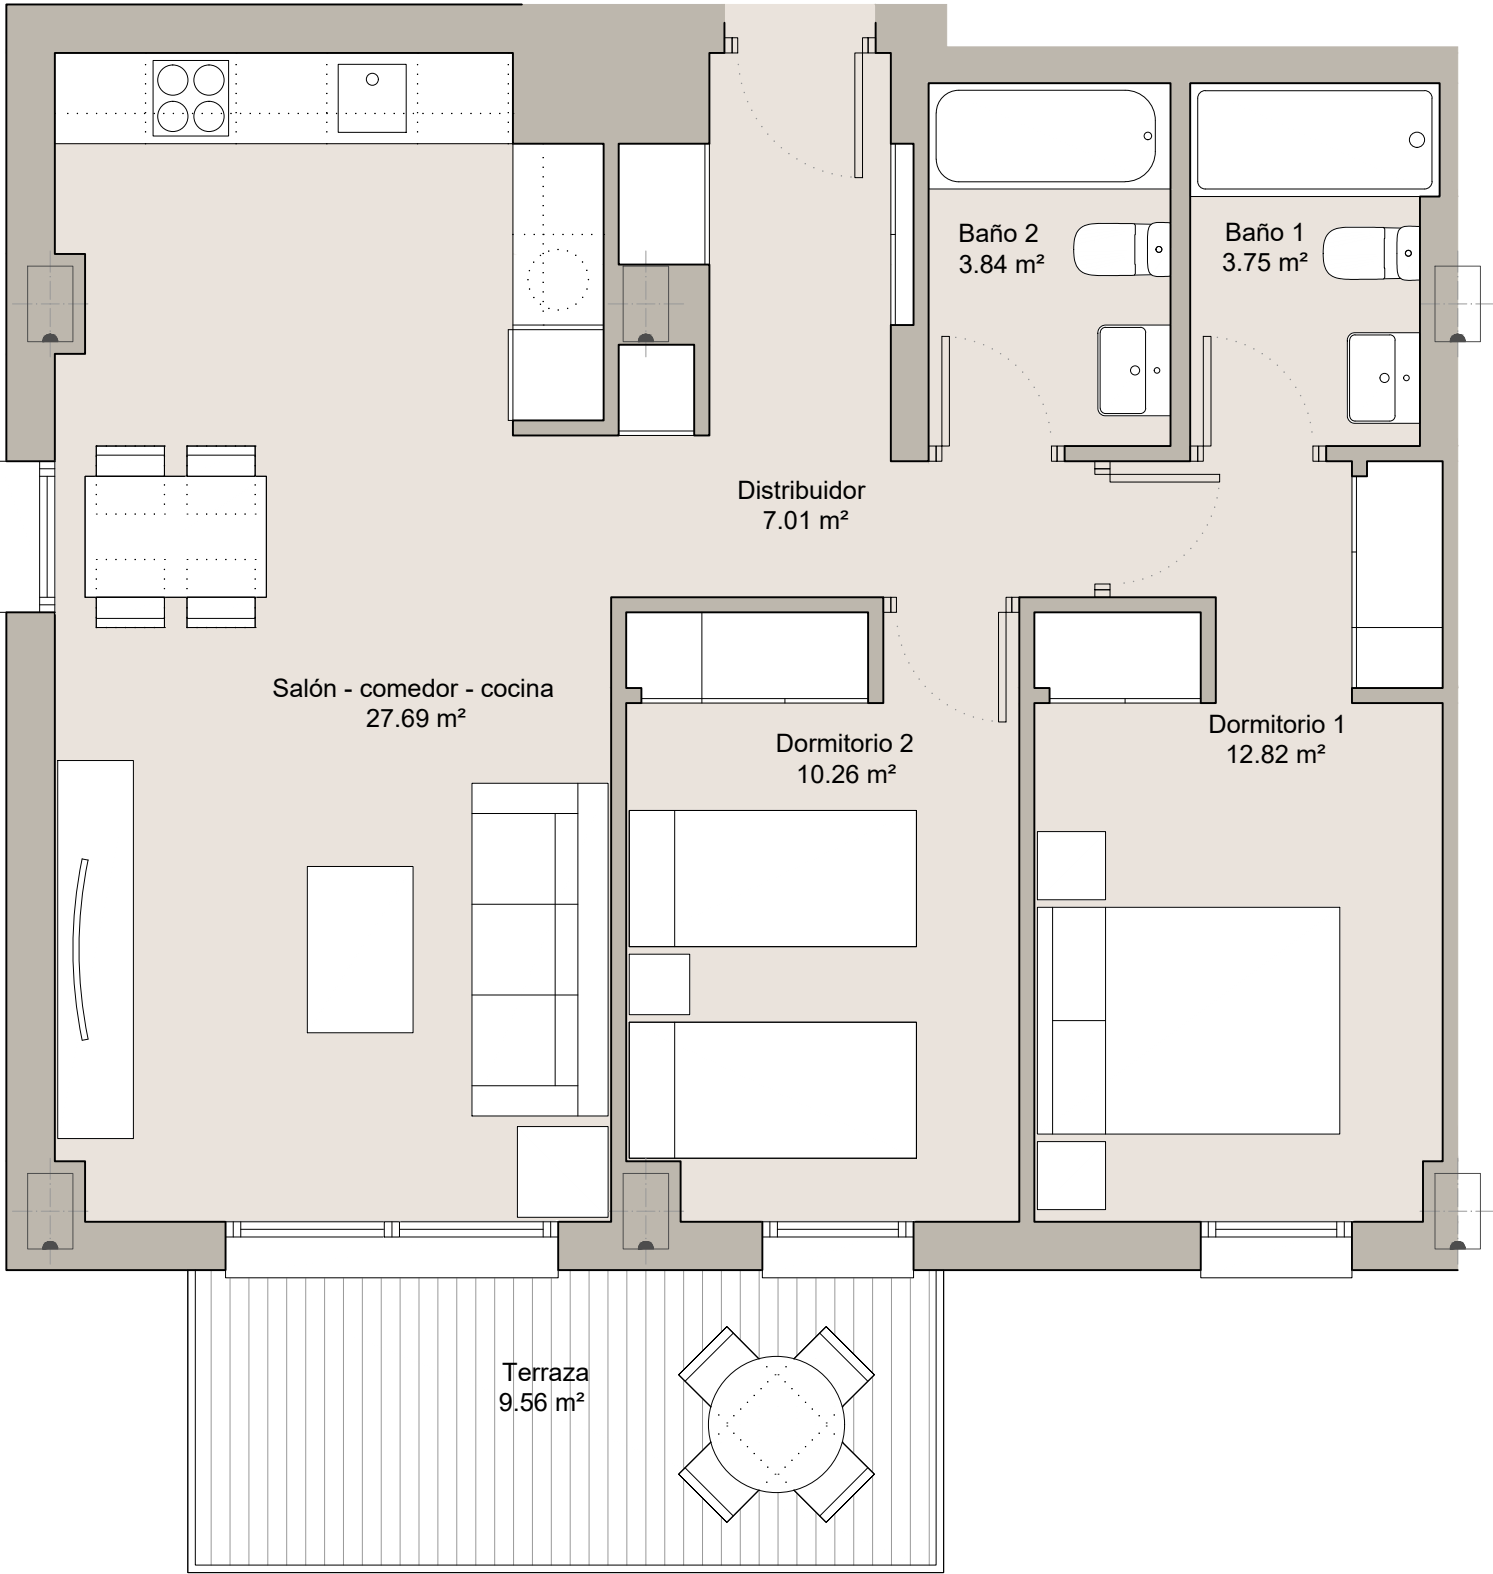 Baño 2
3.84 m²
Baño 1
3.75 m²
Distribuidor
7.01 m²
Salón - comedor - cocina
27.69 m²
Dormitorio 2
10.26 m²
Dormitorio 1
12.82 m²
Terraza
9.56 m²